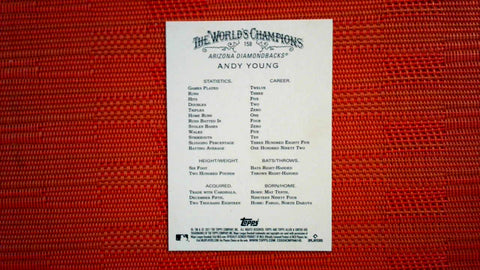 The World's Champions
158
ARIZONA DIAMONDBACKS
ANDY YOUNG
STATISTICS. CAREER.
Games Played Twelve
Runs Three
Hits Five
Doubles Two
Triples Zero
Home Runs One
Runs Batted In Four
Stolen Bases Zero
Walks Five
Strikeouts Ten
Slugging Percentage Three Hundred Eighty Five
Batting Average One Hundred Ninety Two
HEIGHT/WEIGHT. BATS/THROWS.
Six Foot Bats Right-Handed
Two Hundred Pounds Throws Right-Handed
ACQUIRED. BORN/HOME.
Trade with Cardinals, Born: May Tenth,
December Fifth, Nineteen Ninety Four
Two Thousand Eighteen Home: Fargo, North Dakota
Topps